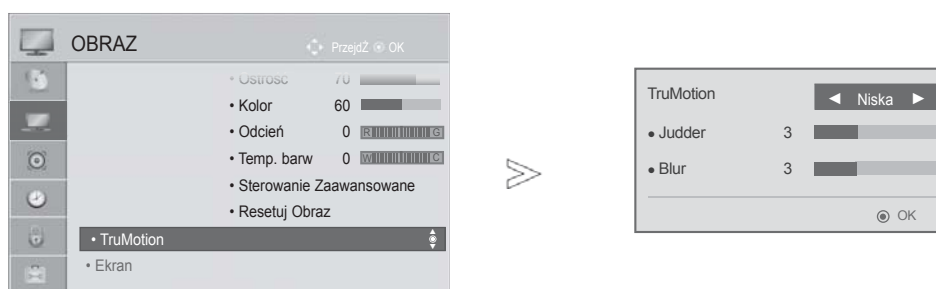 OBRAZ
PrzejdŹ OK
• Ostrość 70
• Kolor 60
• Odcień 0 R G
• Temp. barw 0 W C
• Sterowanie Zaawansowane
• Resetuj Obraz
• TruMotion
• Ekran
TruMotion ◄ Niska ►
• Judder 3
• Blur 3
OK